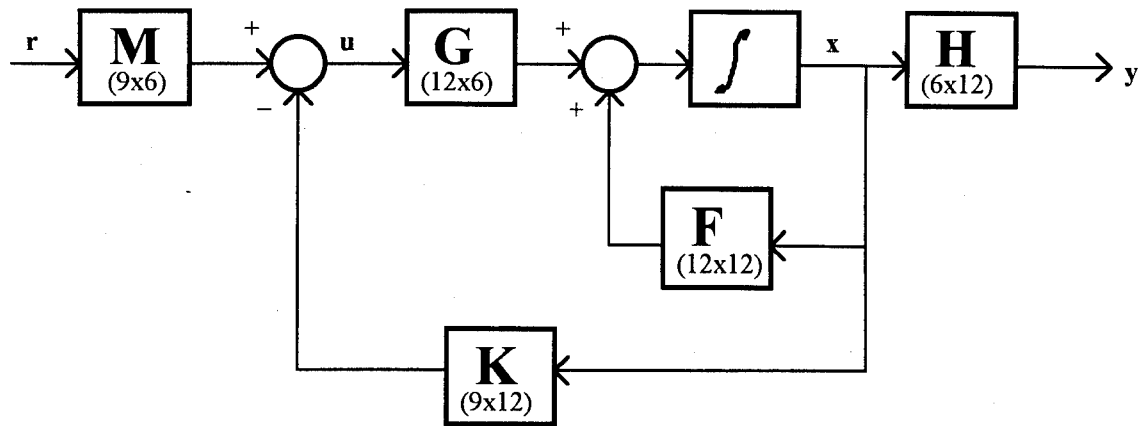 r
M
(9x6)
+
−
u
G
(12x6)
+
+
∫
x
H
(6x12)
y
F
(12x12)
K
(9x12)